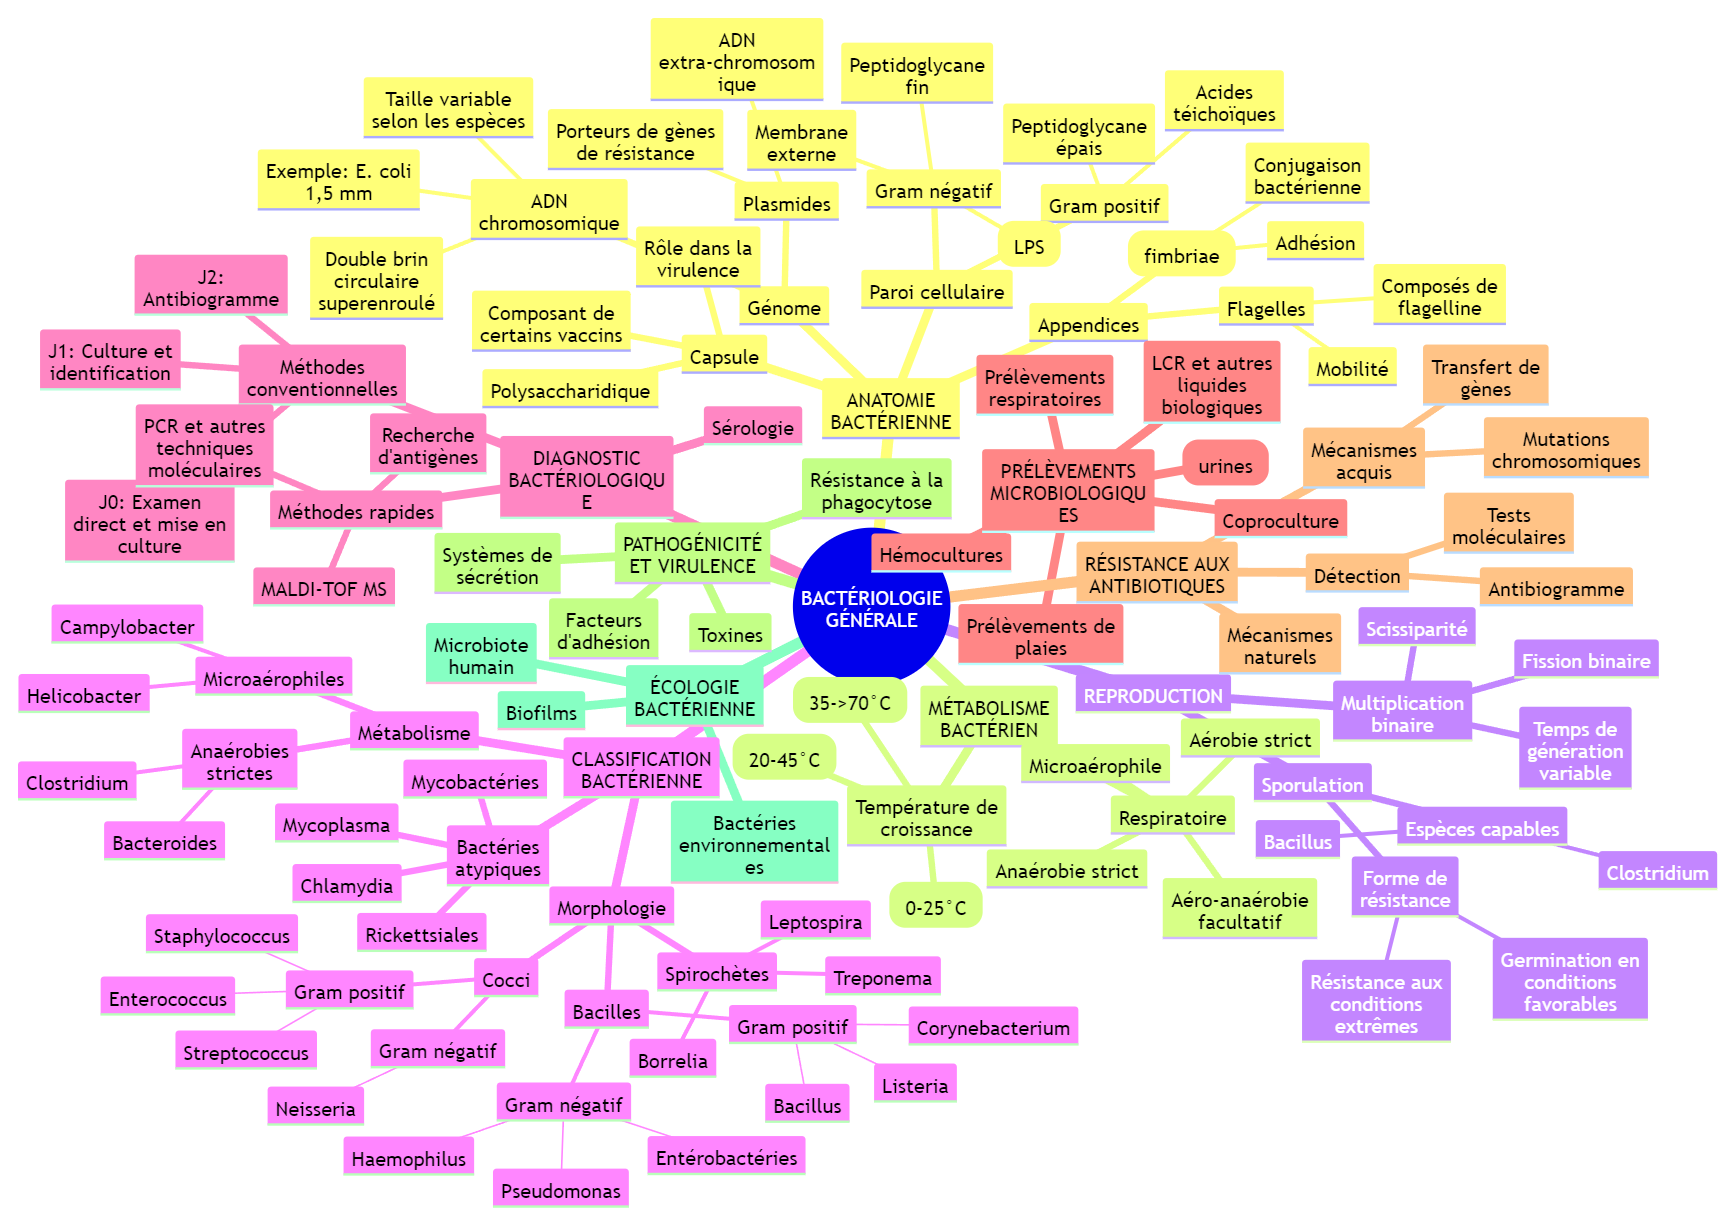 BACTÉRIOLOGIE
GÉNÉRALE
ANATOMIE
BACTÉRIENNE
Génome
ADN
chromosomique
Taille variable
selon les espèces
Exemple: E. coli
1,5 mm
Double brin
circulaire
superenroulé
Plasmides
ADN
extra-chromosom
ique
Porteurs de gènes
de résistance
Paroi cellulaire
Gram négatif
Membrane
externe
Peptidoglycane
fin
LPS
Gram positif
Peptidoglycane
épais
Acides
téichoïques
Capsule
Rôle dans la
virulence
Composant de
certains vaccins
Polysaccharidique
Appendices
fimbriae
Conjugaison
bactérienne
Adhésion
Flagelles
Composés de
flagelline
Mobilité
PRÉLÈVEMENTS
MICROBIOLOGIQU
ES
Prélèvements
respiratoires
LCR et autres
liquides
biologiques
urines
Coproculture
Hémocultures
Prélèvements de
plaies
RÉSISTANCE AUX
ANTIBIOTIQUES
Mécanismes
acquis
Transfert de
gènes
Mutations
chromosomiques
Détection
Tests
moléculaires
Antibiogramme
Mécanismes
naturels
REPRODUCTION
Multiplication
binaire
Scissiparité
Fission binaire
Temps de
génération
variable
Sporulation
Espèces capables
Bacillus
Clostridium
Forme de
résistance
Résistance aux
conditions
extrêmes
Germination en
conditions
favorables
MÉTABOLISME
BACTÉRIEN
Température de
croissance
35->70°C
20-45°C
0-25°C
Respiratoire
Aérobie strict
Microaérophile
Anaérobie strict
Aéro-anaérobie
facultatif
DIAGNOSTIC
BACTÉRIOLOGIQU
E
Sérologie
Méthodes
conventionnelles
J2:
Antibiogramme
J1: Culture et
identification
J0: Examen
direct et mise en
culture
Méthodes rapides
PCR et autres
techniques
moléculaires
Recherche
d'antigènes
MALDI-TOF MS
PATHOGÉNICITÉ
ET VIRULENCE
Résistance à la
phagocytose
Systèmes de
sécrétion
Facteurs
d'adhésion
Toxines
ÉCOLOGIE
BACTÉRIENNE
Microbiote
humain
Biofilms
Bactéries
environnemental
es
CLASSIFICATION
BACTÉRIENNE
Métabolisme
Microaérophiles
Campylobacter
Helicobacter
Anaérobies
strictes
Clostridium
Bacteroides
Bactéries
atypiques
Mycobactéries
Mycoplasma
Chlamydia
Rickettsiales
Morphologie
Cocci
Gram positif
Staphylococcus
Enterococcus
Streptococcus
Gram négatif
Neisseria
Bacilles
Gram positif
Corynebacterium
Listeria
Bacillus
Gram négatif
Haemophilus
Pseudomonas
Entérobactéries
Spirochètes
Leptospira
Treponema
Borrelia